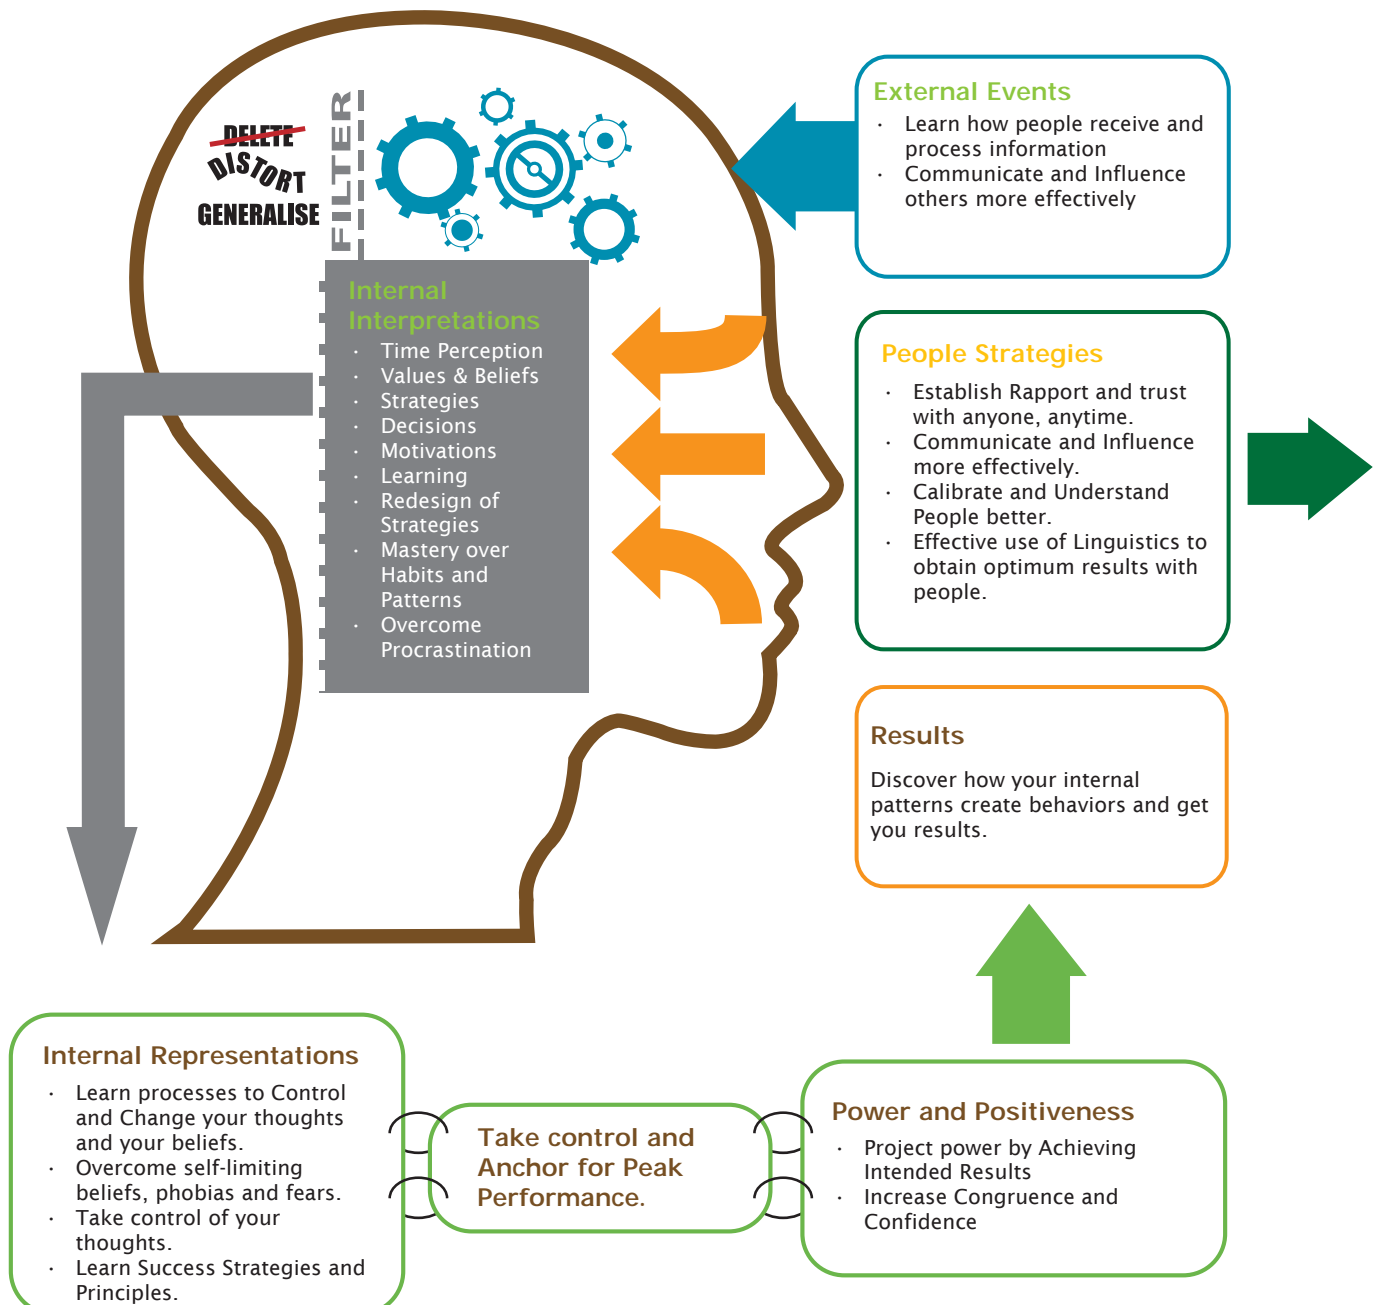 DELETE
DISTORT
GENERALISE
FILTER
Internal
Interpretations
· Time Perception
· Values & Beliefs
· Strategies
· Decisions
· Motivations
· Learning
· Redesign of
Strategies
· Mastery over
Habits and
Patterns
· Overcome
Procrastination
External Events
· Learn how people receive and
process information
· Communicate and Influence
others more effectively
People Strategies
· Establish Rapport and trust
with anyone, anytime.
· Communicate and Influence
more effectively.
· Calibrate and Understand
People better.
· Effective use of Linguistics to
obtain optimum results with
people.
Results
Discover how your internal
patterns create behaviors and get
you results.
Internal Representations
· Learn processes to Control
and Change your thoughts
and your beliefs.
· Overcome self-limiting
beliefs, phobias and fears.
· Take control of your
thoughts.
· Learn Success Strategies and
Principles.
Take control and
Anchor for Peak
Performance.
Power and Positiveness
· Project power by Achieving
Intended Results
· Increase Congruence and
Confidence